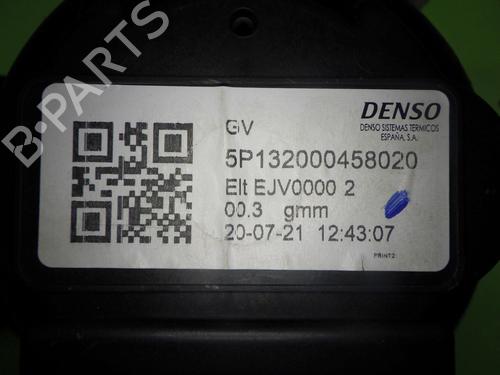 B-PARTS
GV
DENSO
DENSO SISTEMAS TERMICOS
ESPAÑA, S.A.
5P132000458020
Elt EJV0000 2
00.3 gmm
20-07-21 12:43:07
PRINT2